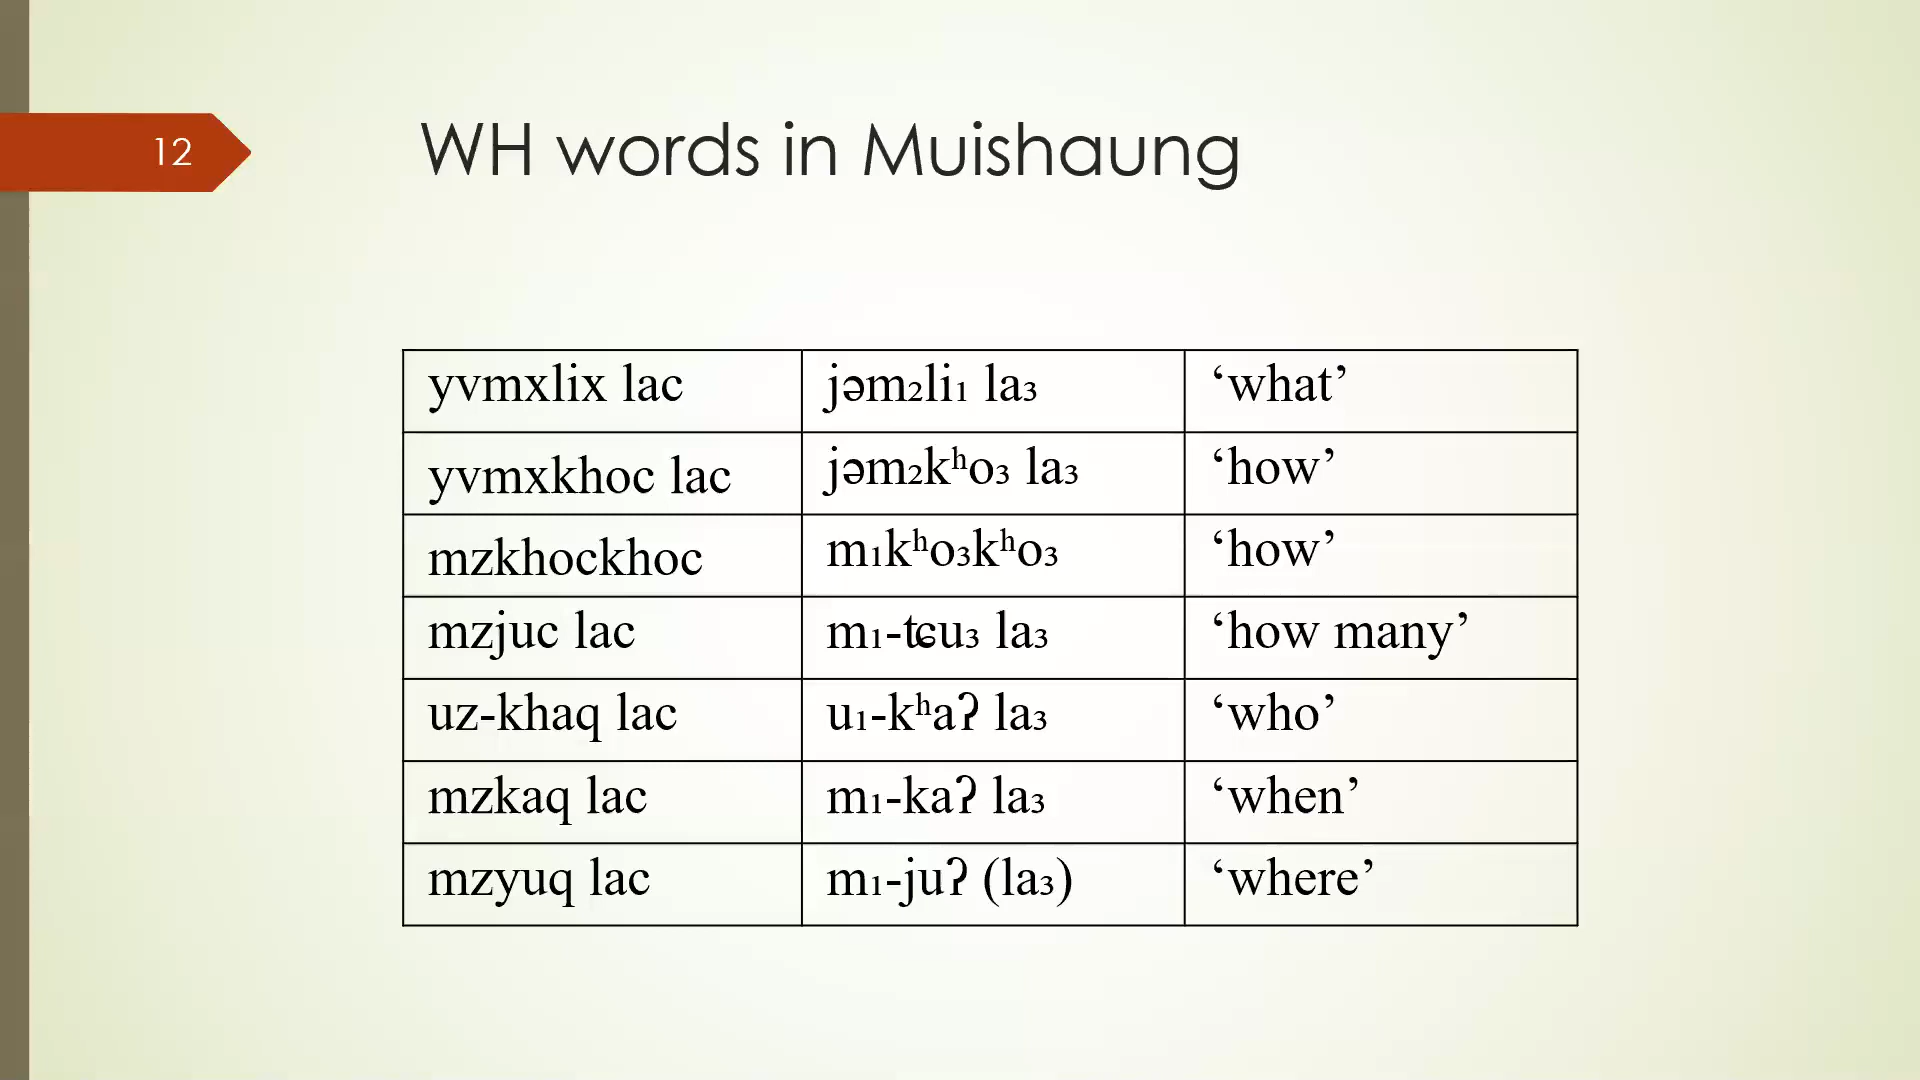 12
WH words in Muishaung
yvmxlix lac jəm₂li₁ la₃ ‘what’
yvmxkhoc lac jəm₂kʰo₃ la₃ ‘how’
mzkhockhoc m₁kʰo₃kʰo₃ ‘how’
mzjuc lac m₁-ʨu₃ la₃ ‘how many’
uz-khaq lac u₁-kʰaʔ la₃ ‘who’
mzkaq lac m₁-kaʔ la₃ ‘when’
mzyuq lac m₁-juʔ (la₃) ‘where’